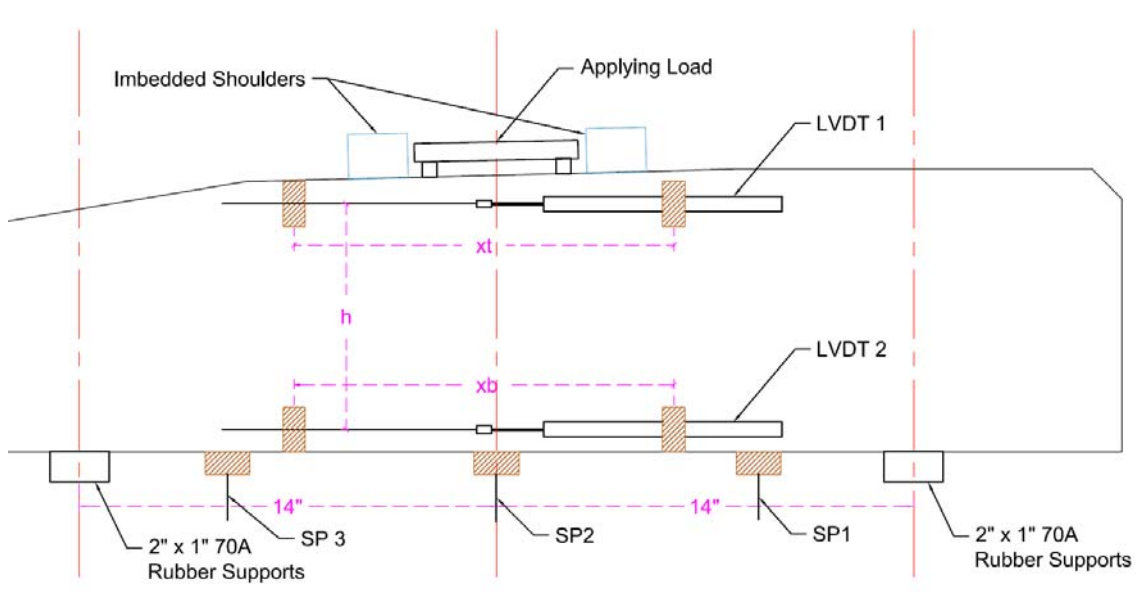 Applying Load
Imbedded Shoulders
LVDT 1
xt
h
LVDT 2
xb
14"
14"
SP 3
SP2
SP1
2" x 1" 70A
Rubber Supports
2" x 1" 70A
Rubber Supports